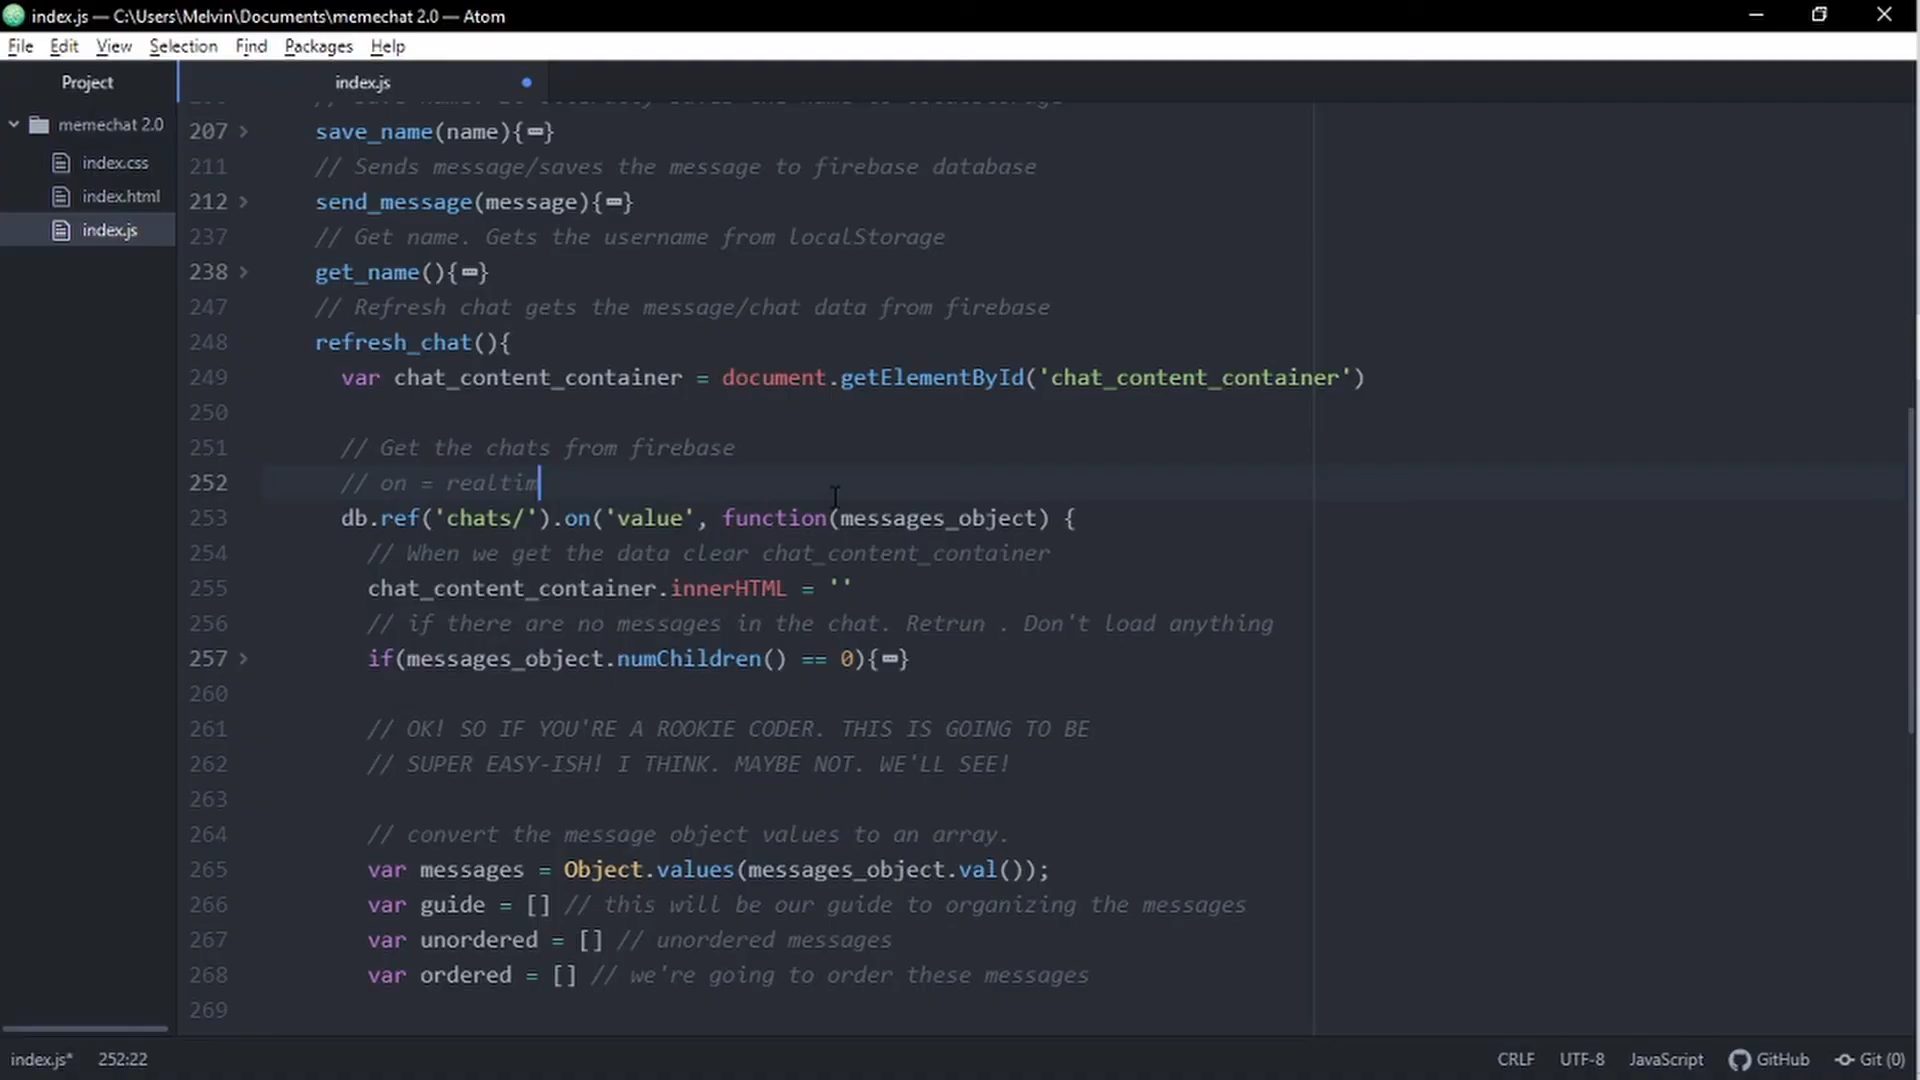 index.js — C:\Users\Melvin\Documents\memechat 2.0 — Atom
File Edit View Selection Find Packages Help
Project
index.js
memechat 2.0
index.css
index.html
index.js
207 save_name(name){
211 // Sends message/saves the message to firebase database
212 send_message(message){
237 // Get name. Gets the username from localStorage
238 get_name(){
247 // Refresh chat gets the message/chat data from firebase
248 refresh_chat(){
249 var chat_content_container = document.getElementById('chat_content_container')
250
251 // Get the chats from firebase
252 // on = realtim
253 db.ref('chats/').on('value', function(messages_object) {
254 // When we get the data clear chat_content_container
255 chat_content_container.innerHTML = ''
256 // if there are no messages in the chat. Retrun . Don't load anything
257 if(messages_object.numChildren() == 0){
260
261 // OK! SO IF YOU'RE A ROOKIE CODER. THIS IS GOING TO BE
262 // SUPER EASY-ISH! I THINK. MAYBE NOT. WE'LL SEE!
263
264 // convert the message object values to an array.
265 var messages = Object.values(messages_object.val());
266 var guide = [] // this will be our guide to organizing the messages
267 var unordered = [] // unordered messages
268 var ordered = [] // we're going to order these messages
269
index.js* 252:22 CRLF UTF-8 JavaScript GitHub Git (0)